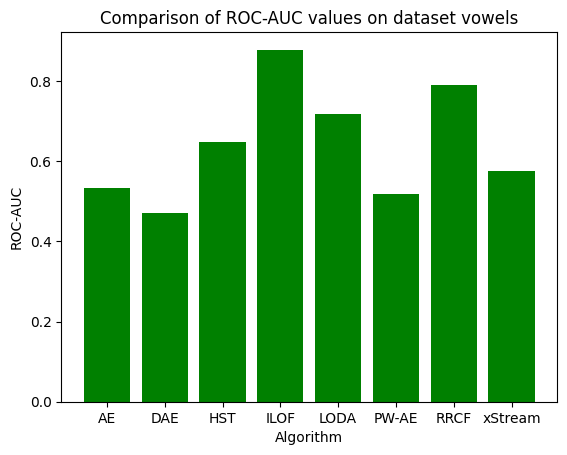 Comparison of ROC-AUC values on dataset vowels
ROC-AUC
0.8
0.6
0.4
0.2
0.0
AE DAE HST ILOF LODA PW-AE RRCF xStream
Algorithm